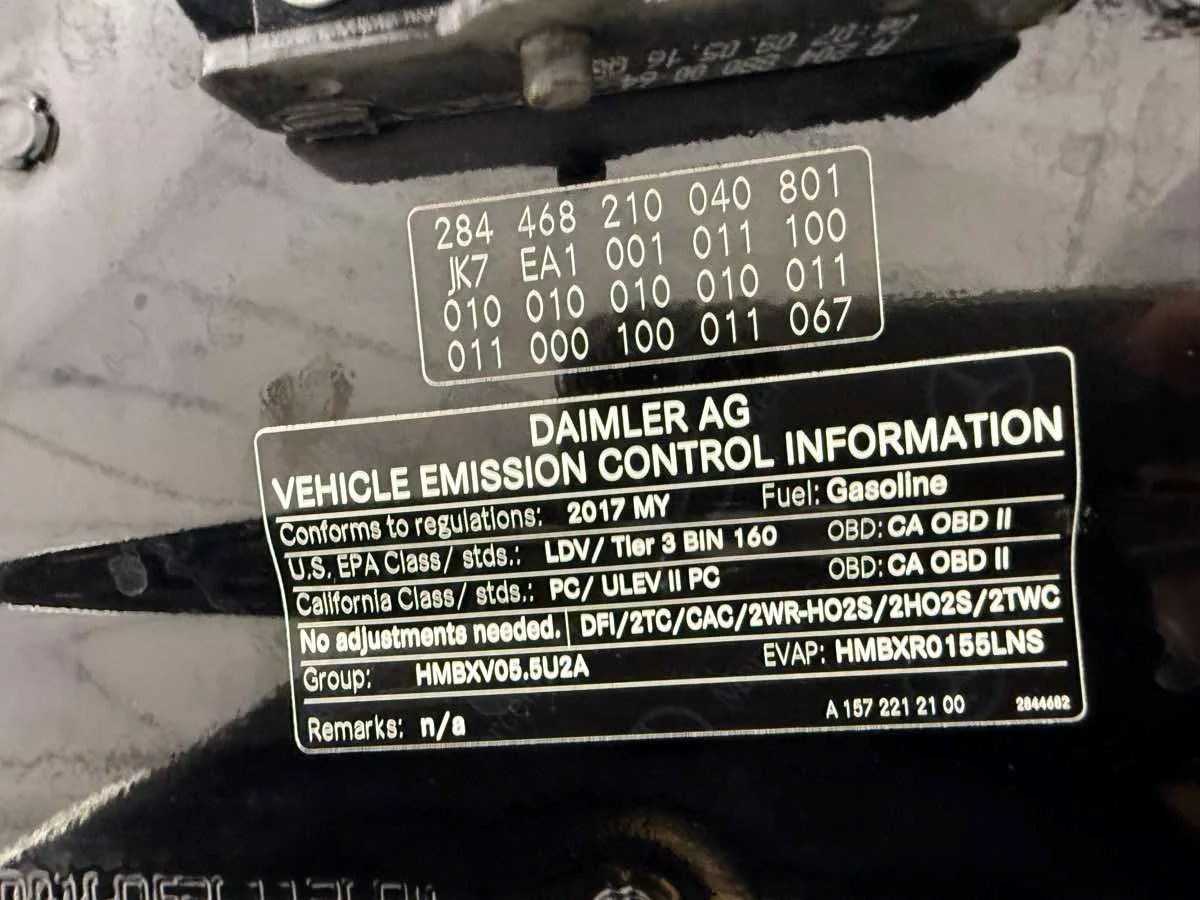 284 468 210 040 801
JK7 EA1 001 011 100
010 010 010 010 011
011 000 100 011 067
DAIMLER AG
VEHICLE EMISSION CONTROL INFORMATION
Conforms to regulations: 2017 MY Fuel: Gasoline
U.S. EPA Class/ stds.: LDV/ Tier 3 BIN 160 OBD: CA OBD II
California Class/ stds.: PC/ ULEV II PC OBD: CA OBD II
No adjustments needed. DFI/2TC/CAC/2WR-HO2S/2HO2S/2TWC
Group: HMBXV05.5U2A EVAP: HMBXR0155LNS
Remarks: n/a A 157 221 21 00 2844682